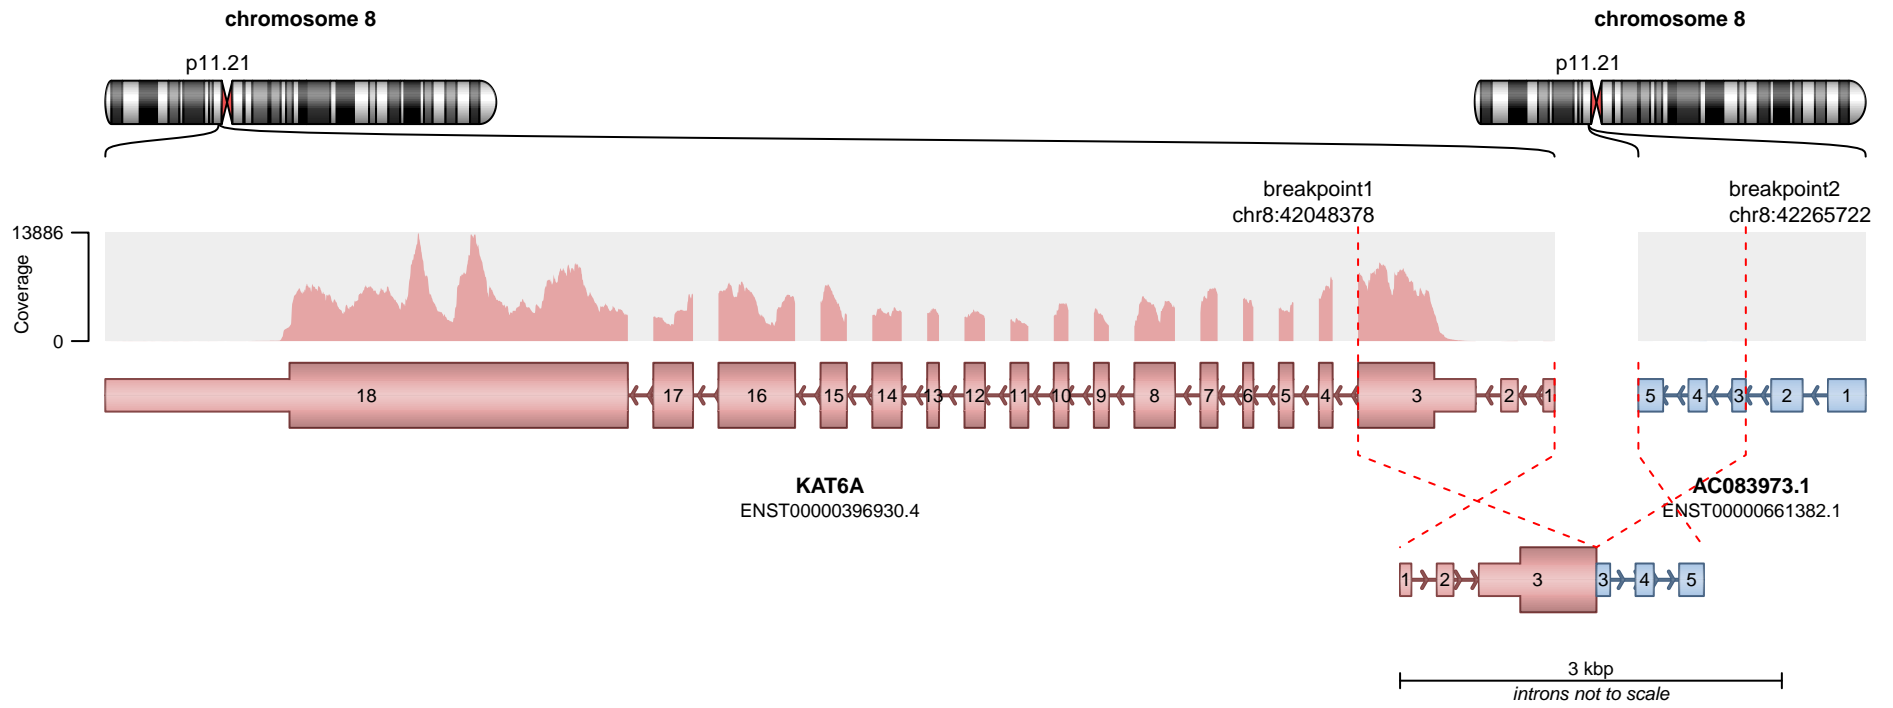 chromosome 8
chromosome 8
p11.21
p11.21
breakpoint1
chr8:42048378
breakpoint2
chr8:42265722
13886
Coverage
0
18 17 16 15 14 13 12 11 10 9 8 7 6 5 4 3 2 1
5 4 3 2 1
KAT6A
ENST00000396930.4
AC083973.1
ENST00000661382.1
1 2 3 3 4 5
3 kbp
introns not to scale